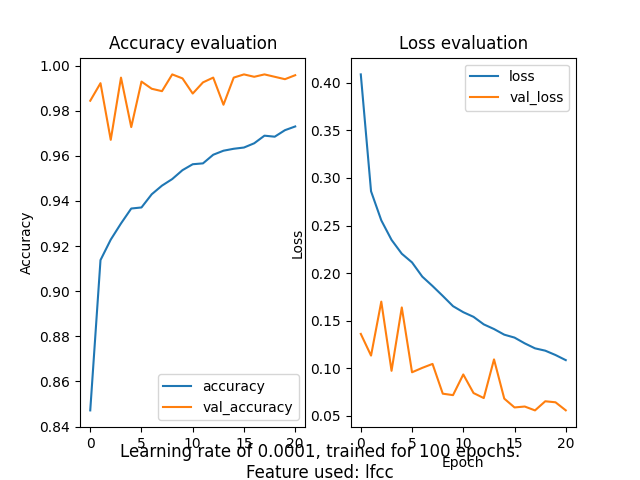 Accuracy evaluation
Loss evaluation
1.00
0.98
0.96
0.94
0.92
0.90
0.88
0.86
0.84
Accuracy
0
5
10
15
20
accuracy
val_accuracy
0.40
0.35
0.30
0.25
0.20
0.15
0.10
0.05
Loss
0
5
10
15
20
Epoch
loss
val_loss
Learning rate of 0.0001, trained for 100 epochs.
Feature used: lfcc